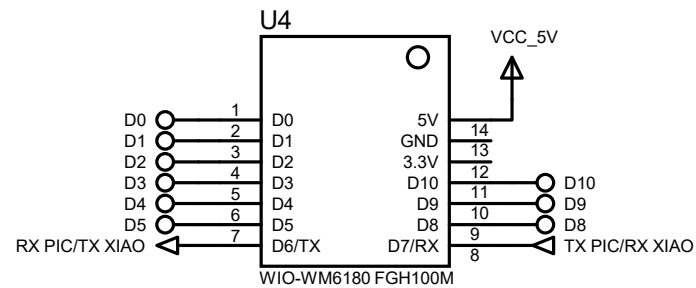 U4
VCC_5V
D0 1 D0 5V 14
D1 2 D1 GND 13
D2 3 D2 3.3V 12
D3 4 D3 D10 11 D10
D4 5 D4 D9 10 D9
D5 6 D5 D8 9 D8
RX PIC/TX XIAO 7 D6/TX D7/RX 8 TX PIC/RX XIAO
WIO-WM6180 FGH100M